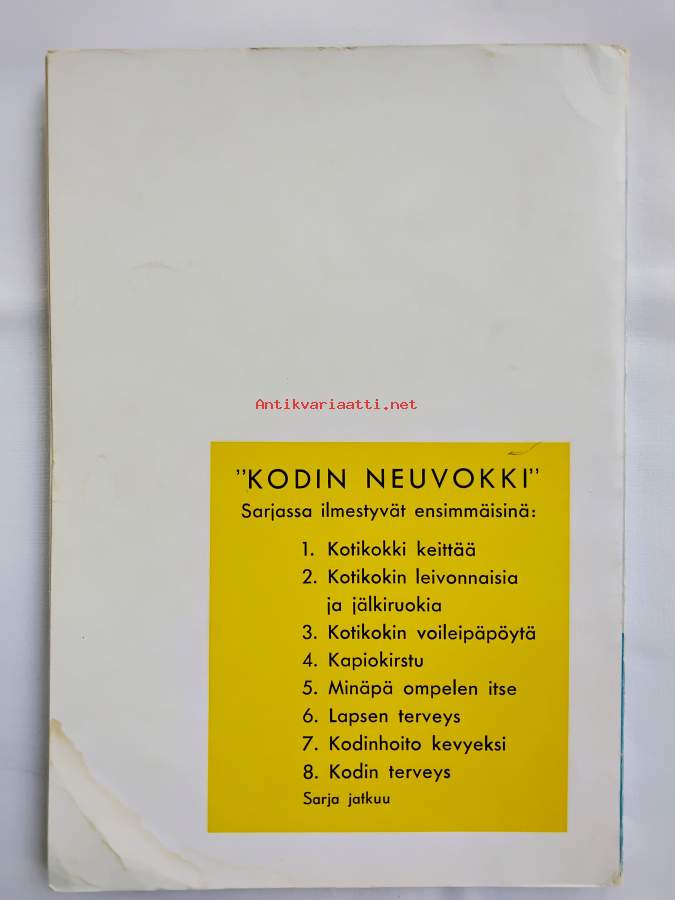 Antikvariaatti.net
"KODIN NEUVOKKI"
Sarjassa ilmestyvät ensimmäisinä:
1. Kotikokki keittää
2. Kotikokin leivonnaisia
ja jälkiruokia
3. Kotikokin voileipäpöytä
4. Kapiokirstu
5. Minäpä ompelen itse
6. Lapsen terveys
7. Kodinhoito kevyeksi
8. Kodin terveys
Sarja jatkuu